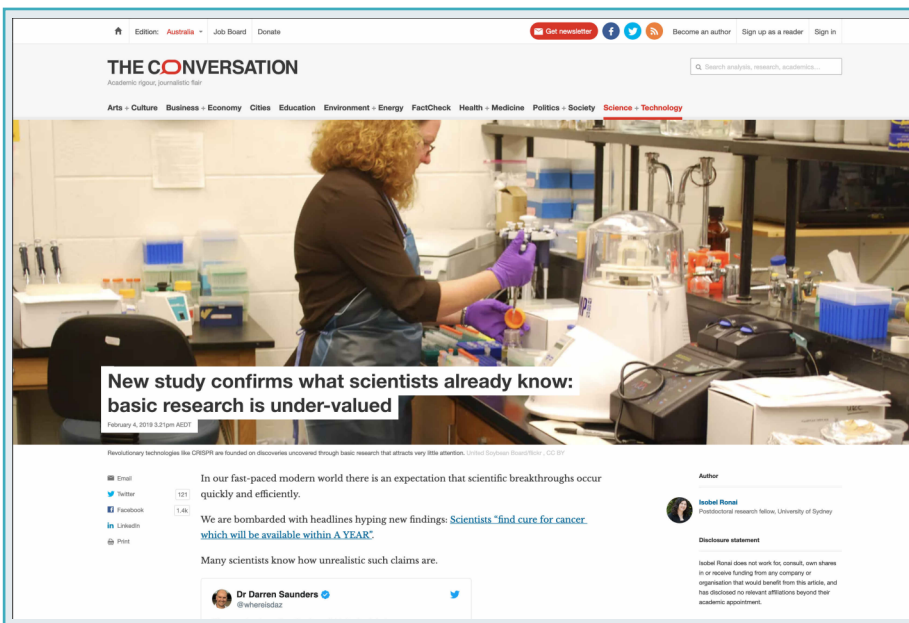 Edition: Australia Job Board Donate
Get newsletter
Become an author Sign up as a reader Sign in
THE CONVERSATION
Academic rigour, journalistic flair
Search analysis, research, academics…
Arts + Culture Business + Economy Cities Education Environment + Energy FactCheck Health + Medicine Politics + Society Science + Technology
New study confirms what scientists already know:
basic research is under-valued
February 4, 2019 3.21pm AEDT
Revolutionary technologies like CRISPR are founded on discoveries uncovered through basic research that attracts very little attention. United Soybean Board/flickr, CC BY
Email
Twitter 121
Facebook 1.4k
LinkedIn
Print
In our fast-paced modern world there is an expectation that scientific breakthroughs occur
quickly and efficiently.
We are bombarded with headlines hyping new findings: Scientists "find cure for cancer
which will be available within A YEAR".
Many scientists know how unrealistic such claims are.
Dr Darren Saunders
@whereisdaz
Author
Isobel Ronai
Postdoctoral research fellow, University of Sydney
Disclosure statement
Isobel Ronai does not work for, consult, own shares
in or receive funding from any company or
organisation that would benefit from this article, and
has disclosed no relevant affiliations beyond their
academic appointment.